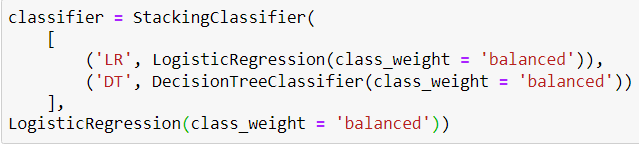 classifier = StackingClassifier(
    [
        ('LR', LogisticRegression(class_weight = 'balanced')),
        ('DT', DecisionTreeClassifier(class_weight = 'balanced'))
    ],
LogisticRegression(class_weight = 'balanced'))